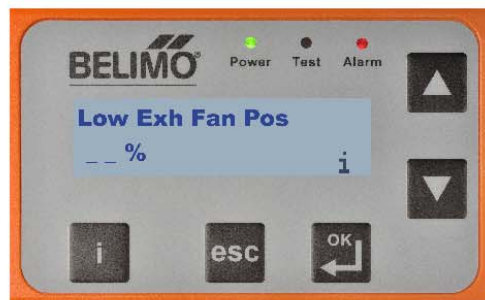 BELIMO®
Power Test Alarm
Low Exh Fan Pos
_ _ % i
i esc OK